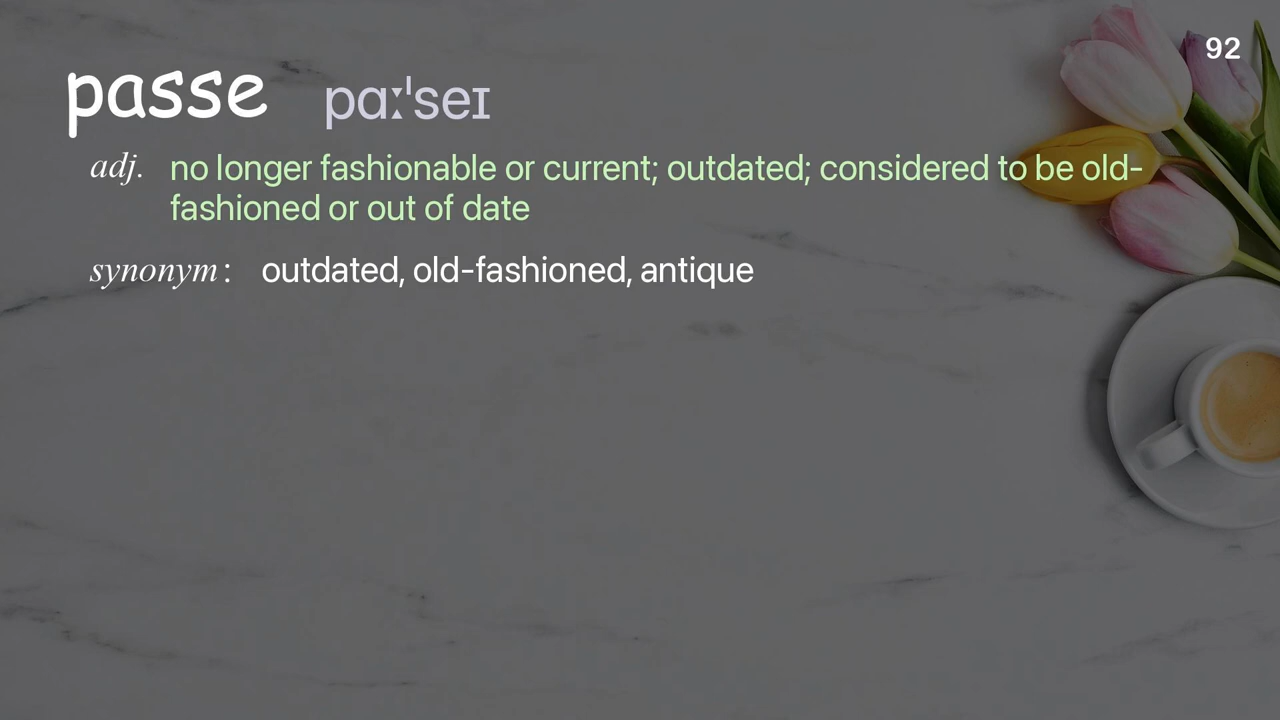 92
passe pɑːˈseɪ
adj. no longer fashionable or current; outdated; considered to be old-
fashioned or out of date
synonym: outdated, old-fashioned, antique